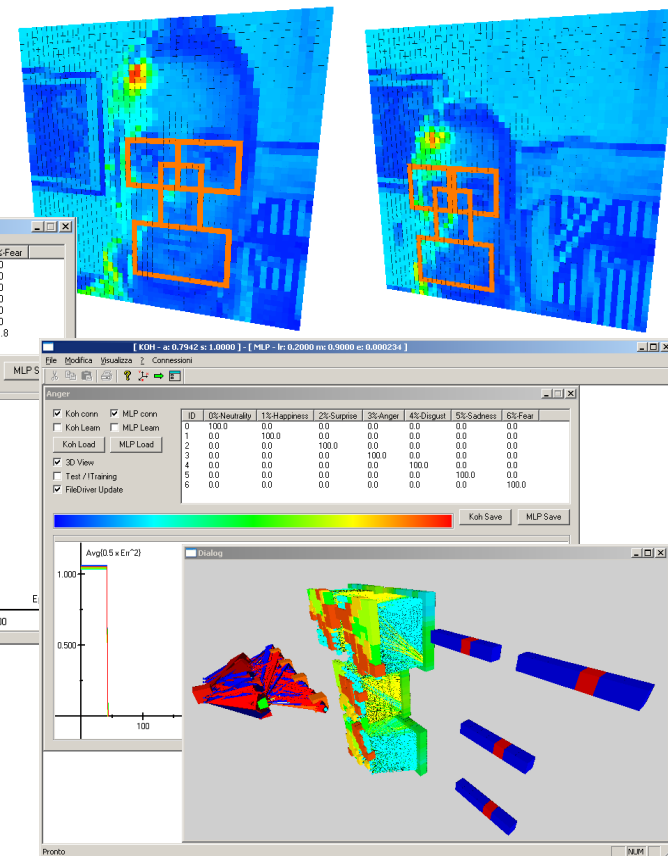 %-Fear
.8
MLP S
[ KOH - a: 0.7942 s: 1.0000 ] - [ MLP - lr: 0.2000 m: 0.9000 e: 0.000234 ]
File Modifica Visualizza ? Connessioni
Anger
Koh conn MLP conn
Koh Learn MLP Learn
Koh Load MLP Load
3D View
Test / !Training
FileDriver Update
ID 0%-Neutrality 1%-Happiness 2%-Surprise 3%-Anger 4%-Disgust 5%-Sadness 6%-Fear
0 100.0 0.0 0.0 0.0 0.0 0.0 0.0
1 0.0 100.0 0.0 0.0 0.0 0.0 0.0
2 0.0 0.0 100.0 0.0 0.0 0.0 0.0
3 0.0 0.0 0.0 100.0 0.0 0.0 0.0
4 0.0 0.0 0.0 0.0 100.0 0.0 0.0
5 0.0 0.0 0.0 0.0 0.0 100.0 0.0
6 0.0 0.0 0.0 0.0 0.0 0.0 100.0
Koh Save MLP Save
Avg{0.5 x Err^2}
1.000
0.500
100
Dialog
Pronto
NUM